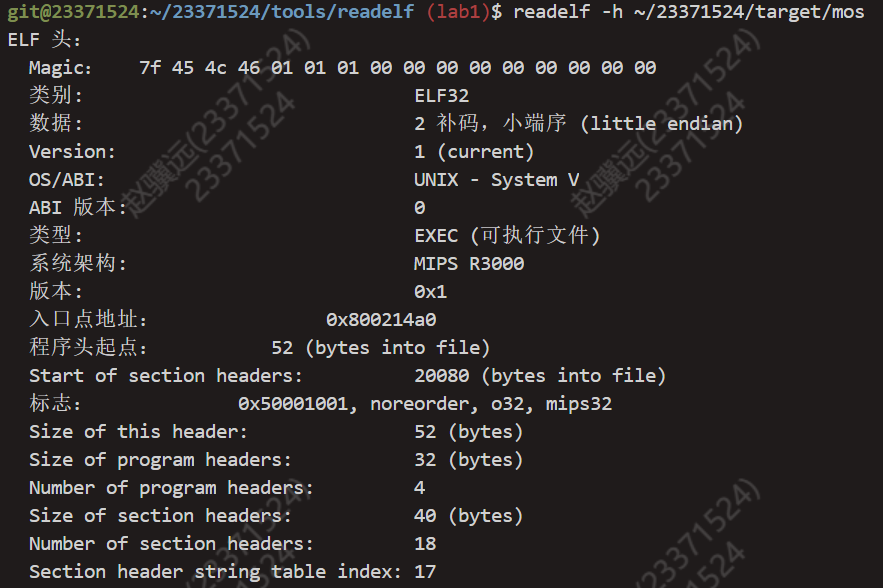 git@23371524:~/23371524/tools/readelf (lab1)$ readelf -h ~/23371524/target/mos
ELF 头:
Magic: 7f 45 4c 46 01 01 01 00 00 00 00 00 00 00 00 00
类别: ELF32
数据: 2 补码，小端序 (little endian)
Version: 1 (current)
OS/ABI: UNIX - System V
ABI 版本: 0
类型: EXEC (可执行文件)
系统架构: MIPS R3000
版本: 0x1
入口点地址: 0x800214a0
程序头起点: 52 (bytes into file)
Start of section headers: 20080 (bytes into file)
标志: 0x50001001, noreorder, o32, mips32
Size of this header: 52 (bytes)
Size of program headers: 32 (bytes)
Number of program headers: 4
Size of section headers: 40 (bytes)
Number of section headers: 18
Section header string table index: 17
赵骥远(23371524)
23371524
赵骥远(23371524)
23371524
(23371524)
23371524
(23371524)
23371524